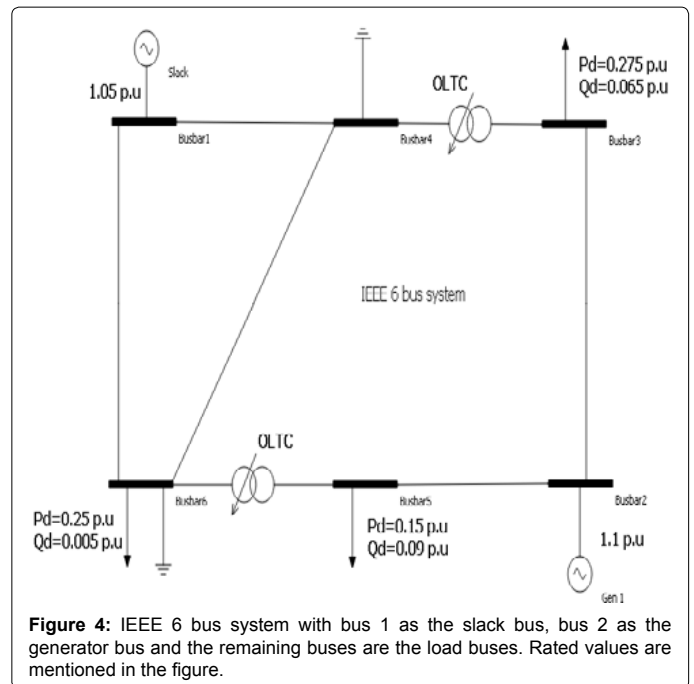 Slack
1.05 p.u
Busbar1
Busbar4
OLTC
Pd=0.275 p.u
Qd=0.065 p.u
Busbar3
IEEE 6 bus system
OLTC
Busbar6
Pd=0.25 p.u
Qd=0.005 p.u
Busbar5
Pd=0.15 p.u
Qd=0.09 p.u
Busbar2
1.1 p.u
Gen 1
Figure 4: IEEE 6 bus system with bus 1 as the slack bus, bus 2 as the
generator bus and the remaining buses are the load buses. Rated values are
mentioned in the figure.